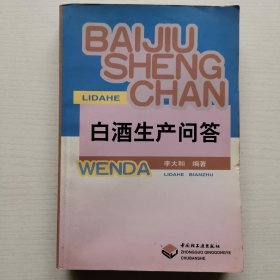 BAIJIU
SHENG
CHAN
LIDAHE
白酒生产问答
WENDA
李大和 编著
LIDAHE BIANZHU
中国轻工业出版社
ZHONGGUO QINGGONGYE
CHUBANSHE